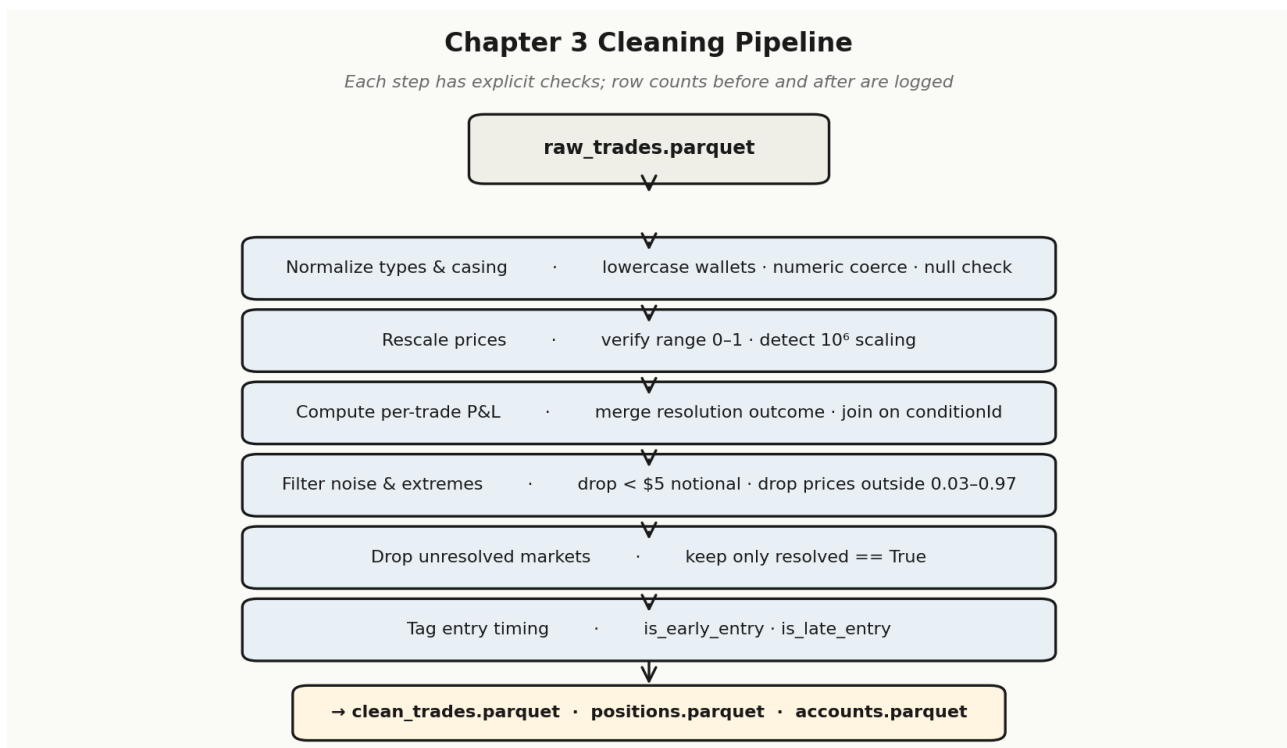 Chapter 3 Cleaning Pipeline
Each step has explicit checks; row counts before and after are logged
raw_trades.parquet
Normalize types & casing · lowercase wallets · numeric coerce · null check
Rescale prices · verify range 0–1 · detect 10⁶ scaling
Compute per-trade P&L · merge resolution outcome · join on conditionId
Filter noise & extremes · drop < $5 notional · drop prices outside 0.03–0.97
Drop unresolved markets · keep only resolved == True
Tag entry timing · is_early_entry · is_late_entry
→ clean_trades.parquet · positions.parquet · accounts.parquet